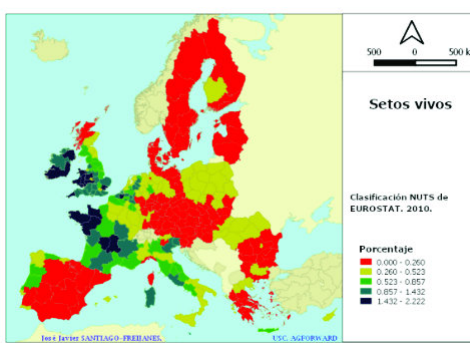 500 0 500 k
Setos vivos
Clasificación NUTS de
EUROSTAT. 2010.
Porcentaje
0.000 - 0.260
0.260 - 0.523
0.523 - 0.857
0.857 - 1.432
1.432 - 2.222
José Javier SANTIAGO-FREIJANES.
USC. AGFORWARD